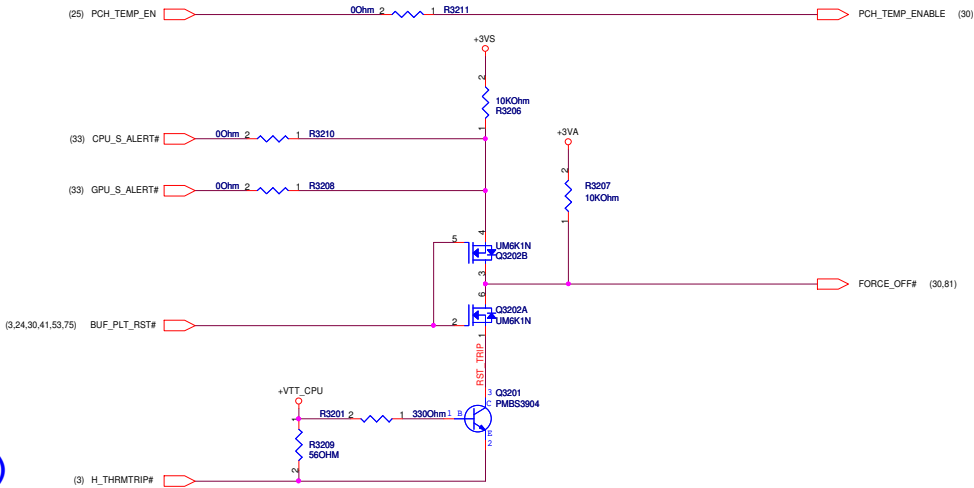 (25) PCH_TEMP_EN 0Ohm 2 1 R3211 PCH_TEMP_ENABLE (30)
+3VS
2
10KOhm
R3206
1
(33) CPU_S_ALERT# 0Ohm 2 1 R3210
+3VA
2
R3207
10KOhm
1
(33) GPU_S_ALERT# 0Ohm 2 1 R3208
4
5 UM6K1N
Q3202B
3
FORCE_OFF# (30,81)
6
Q3202A
2 UM6K1N
1
(3,24,30,41,53,75) BUF_PLT_RST#
RST_TRIP
+VTT_CPU
3 Q3201
C PMBS3904
R3201 2 1 330Ohm 1 B
E
2
1
R3209
56OHM
2
(3) H_THRMTRIP#